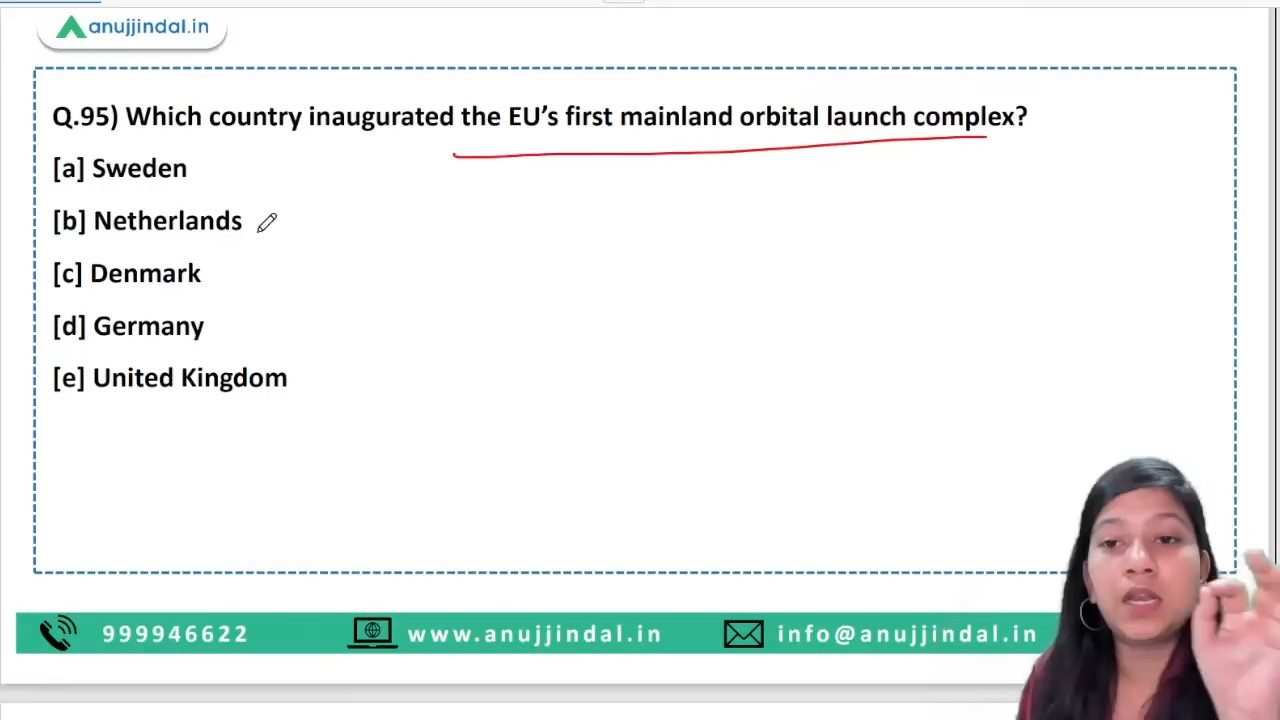 anujjindal.in
Q.95) Which country inaugurated the EU’s first mainland orbital launch complex?
[a] Sweden
[b] Netherlands
[c] Denmark
[d] Germany
[e] United Kingdom
999946622 www.anujjindal.in info@anujjindal.in